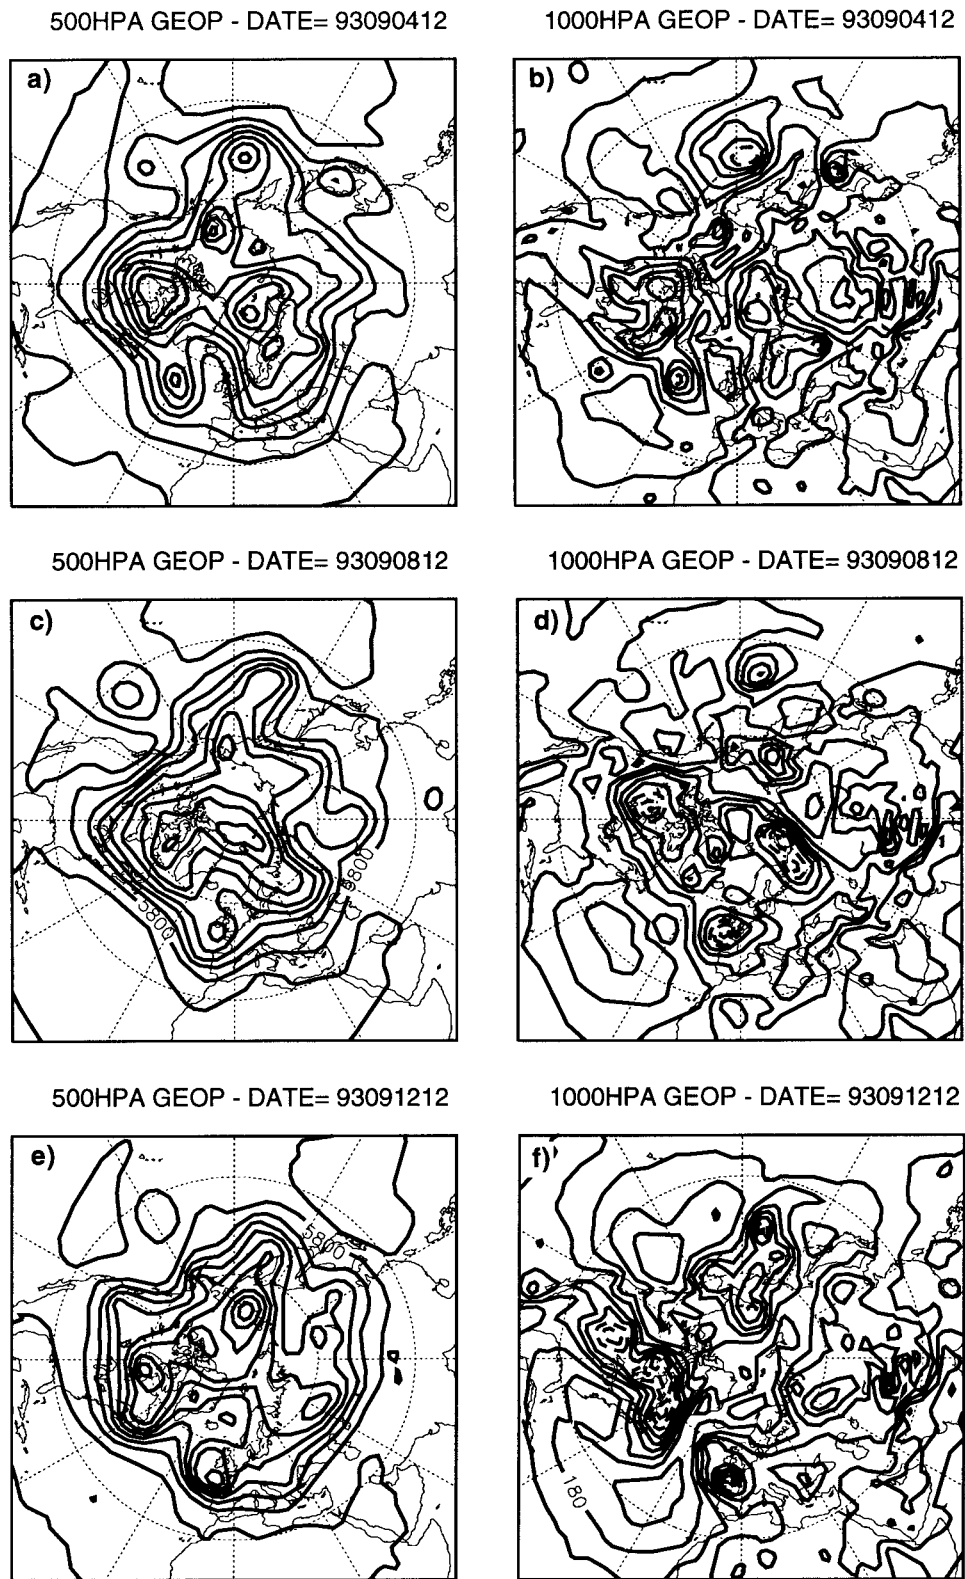 500HPA GEOP - DATE= 93090412
1000HPA GEOP - DATE= 93090412
a)
b)
500HPA GEOP - DATE= 93090812
1000HPA GEOP - DATE= 93090812
c)
d)
5800
5800
500HPA GEOP - DATE= 93091212
1000HPA GEOP - DATE= 93091212
e)
f)
5800
180